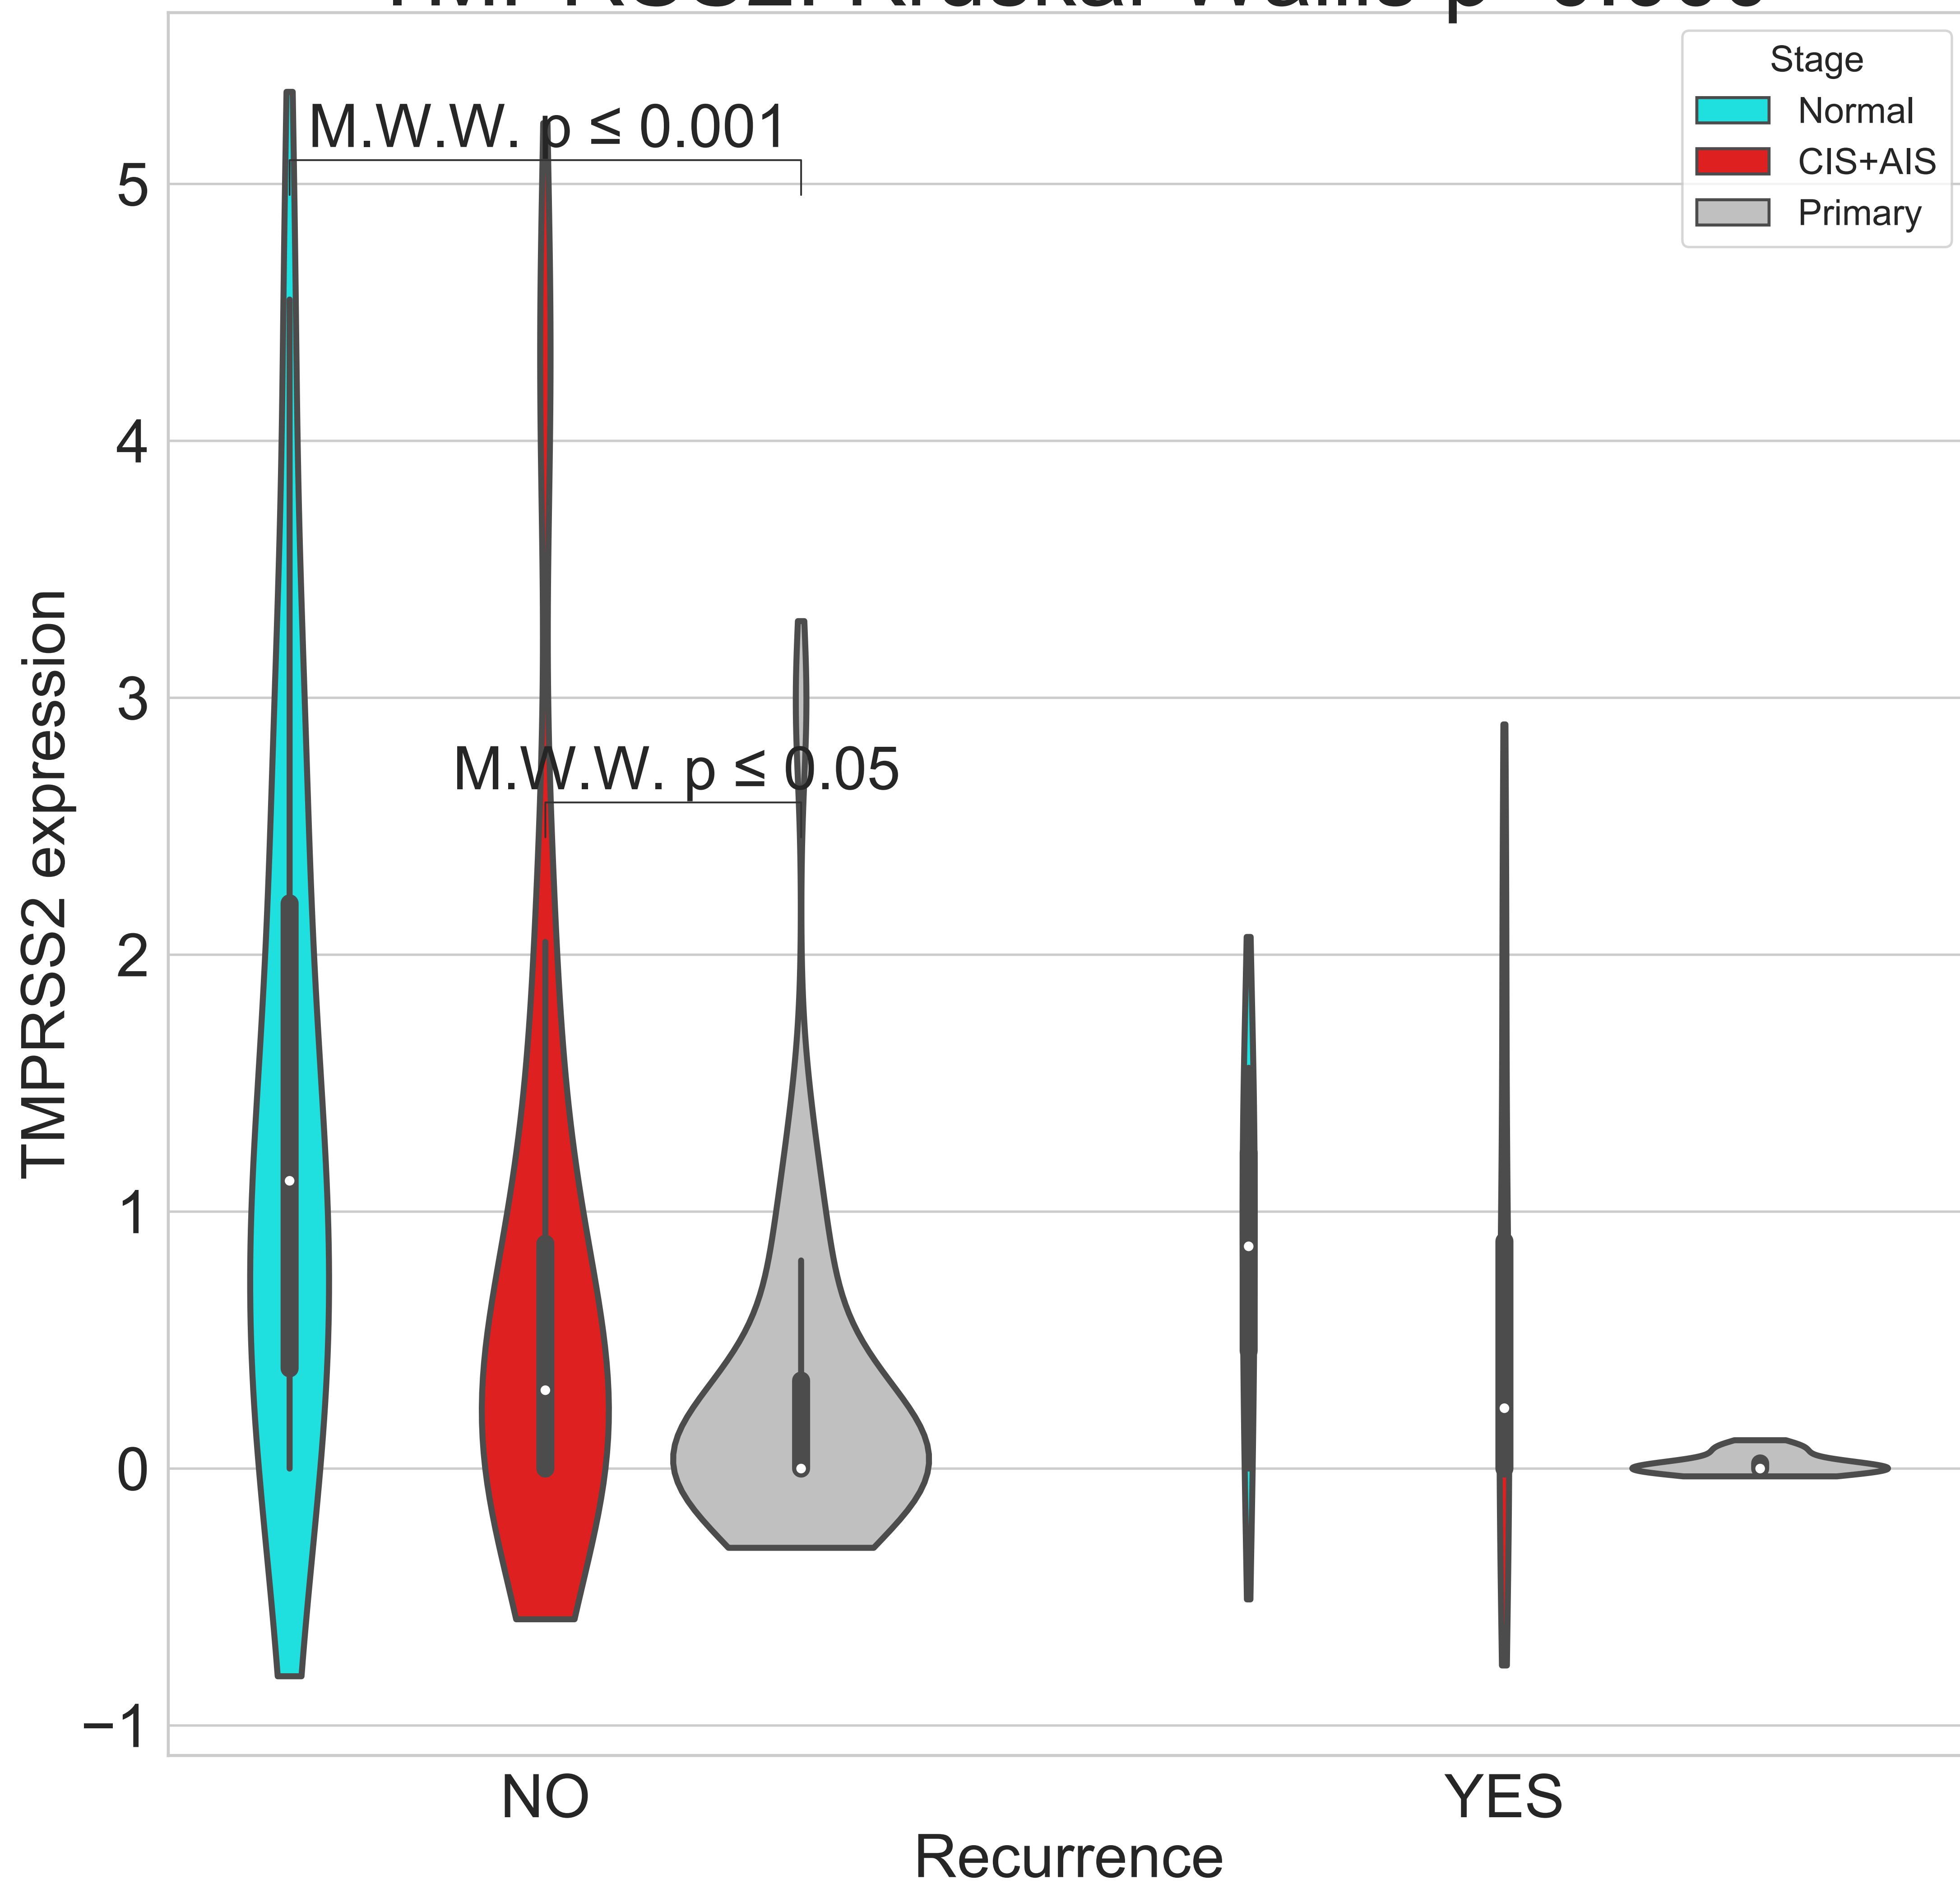 Stage
Normal
CIS+AIS
Primary
M.W.W. p ≤ 0.001
M.W.W. p ≤ 0.05
5
4
3
2
1
0
−1
TMPRSS2 expression
NO
YES
Recurrence